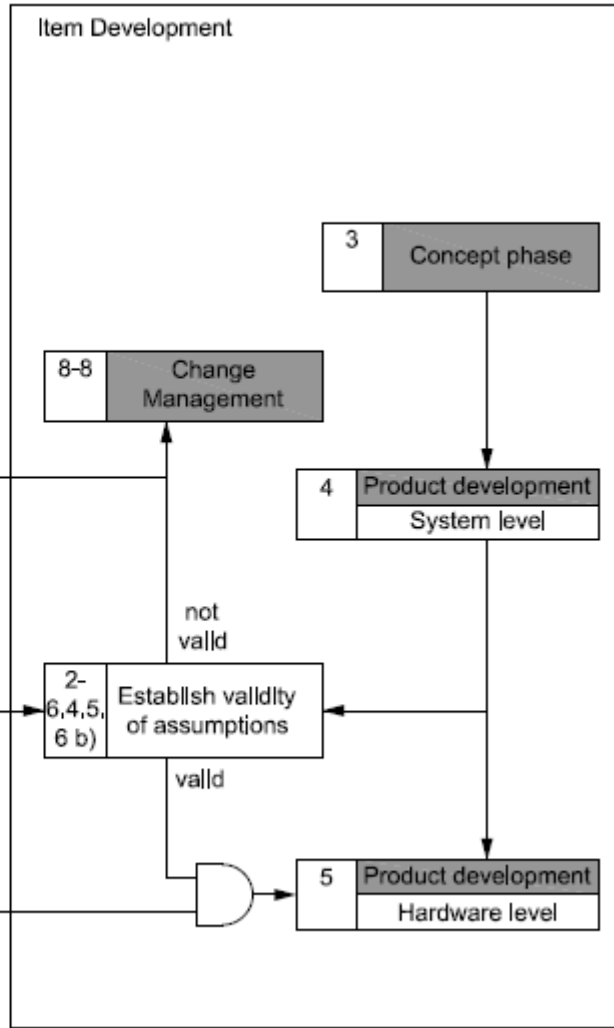 Item Development
3
Concept phase
8-8
Change
Management
4
Product development
System level
not
valid
2-
6,4,5,
6 b)
Establish validity
of assumptions
valid
5
Product development
Hardware level